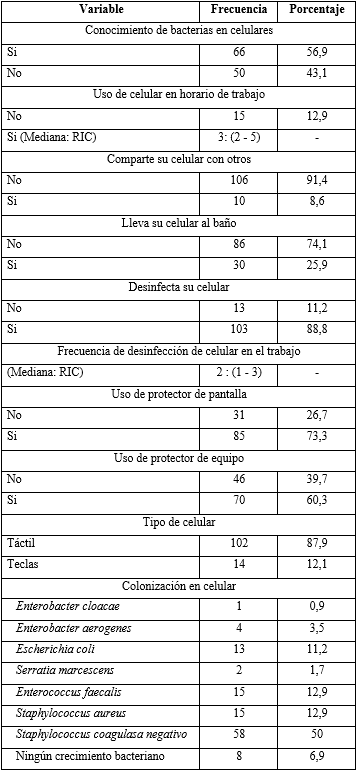 Variable Frecuencia Porcentaje
Conocimiento de bacterias en celulares
Si 66 56,9
No 50 43,1
Uso de celular en horario de trabajo
No 15 12,9
Si (Mediana: RIC) 3: (2 - 5) -
Comparte su celular con otros
No 106 91,4
Si 10 8,6
Lleva su celular al baño
No 86 74,1
Si 30 25,9
Desinfecta su celular
No 13 11,2
Si 103 88,8
Frecuencia de desinfección de celular en el trabajo
(Mediana: RIC) 2 : (1 - 3) -
Uso de protector de pantalla
No 31 26,7
Si 85 73,3
Uso de protector de equipo
No 46 39,7
Si 70 60,3
Tipo de celular
Táctil 102 87,9
Teclas 14 12,1
Colonización en celular
Enterobacter cloacae 1 0,9
Enterobacter aerogenes 4 3,5
Escherichia coli 13 11,2
Serratia marcescens 2 1,7
Enterococcus faecalis 15 12,9
Staphylococcus aureus 15 12,9
Staphylococcus coagulasa negativo 58 50
Ningún crecimiento bacteriano 8 6,9